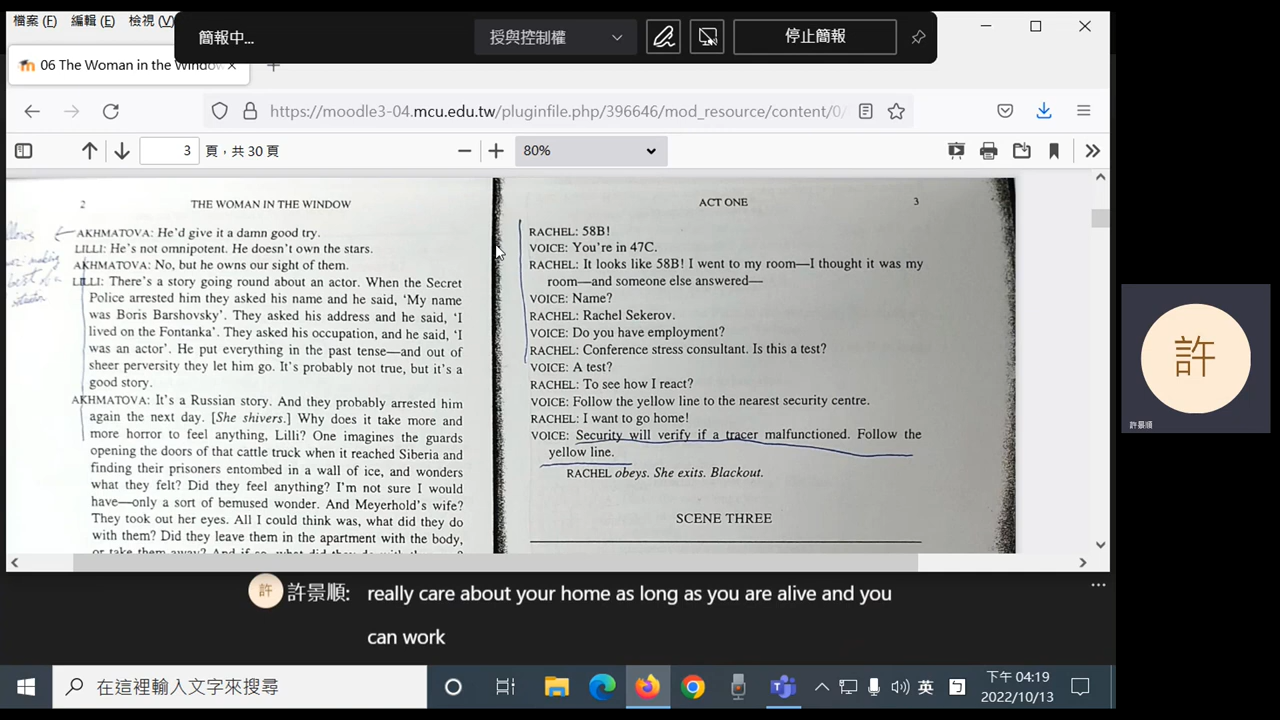 檔案 (F) 編輯 (E) 檢視 (V)
簡報中...
授與控制權
停止簡報
06 The Woman in the Window
https://moodle3-04.mcu.edu.tw/pluginfile.php/396646/mod_resource/content/0/
3 頁，共 30 頁
80%
2 THE WOMAN IN THE WINDOW
AKHMATOVA: He'd give it a damn good try.
LILLI: He's not omnipotent. He doesn't own the stars.
AKHMATOVA: No, but he owns our sight of them.
LILLI: There's a story going round about an actor. When the Secret
Police arrested him they asked his name and he said, 'My name
was Boris Barshovsky'. They asked his address and he said, 'I
lived on the Fontanka'. They asked his occupation, and he said, 'I
was an actor'. He put everything in the past tense—and out of
sheer perversity they let him go. It's probably not true, but it's a
good story.
AKHMATOVA: It's a Russian story. And they probably arrested him
again the next day. [She shivers.] Why does it take more and
more horror to feel anything, Lilli? One imagines the guards
opening the doors of that cattle truck when it reached Siberia and
finding their prisoners entombed in a wall of ice, and wonders
what they felt? Did they feel anything? I'm not sure I would
have—only a sort of bemused wonder. And Meyerhold's wife?
They took out her eyes. All I could think was, what did they do
with them? Did they leave them in the apartment with the body,
or take them away? And if so, what did they do with them?
ACT ONE 3
RACHEL: 58B!
VOICE: You're in 47C.
RACHEL: It looks like 58B! I went to my room—I thought it was my
room—and someone else answered—
VOICE: Name?
RACHEL: Rachel Sekerov.
VOICE: Do you have employment?
RACHEL: Conference stress consultant. Is this a test?
VOICE: A test?
RACHEL: To see how I react?
VOICE: Follow the yellow line to the nearest security centre.
RACHEL: I want to go home!
VOICE: Security will verify if a tracer malfunctioned. Follow the
yellow line.
RACHEL obeys. She exits. Blackout.
SCENE THREE
許
許景順
許 許景順: really care about your home as long as you are alive and you
can work
在這裡輸入文字來搜尋
英
下午 04:19
2022/10/13